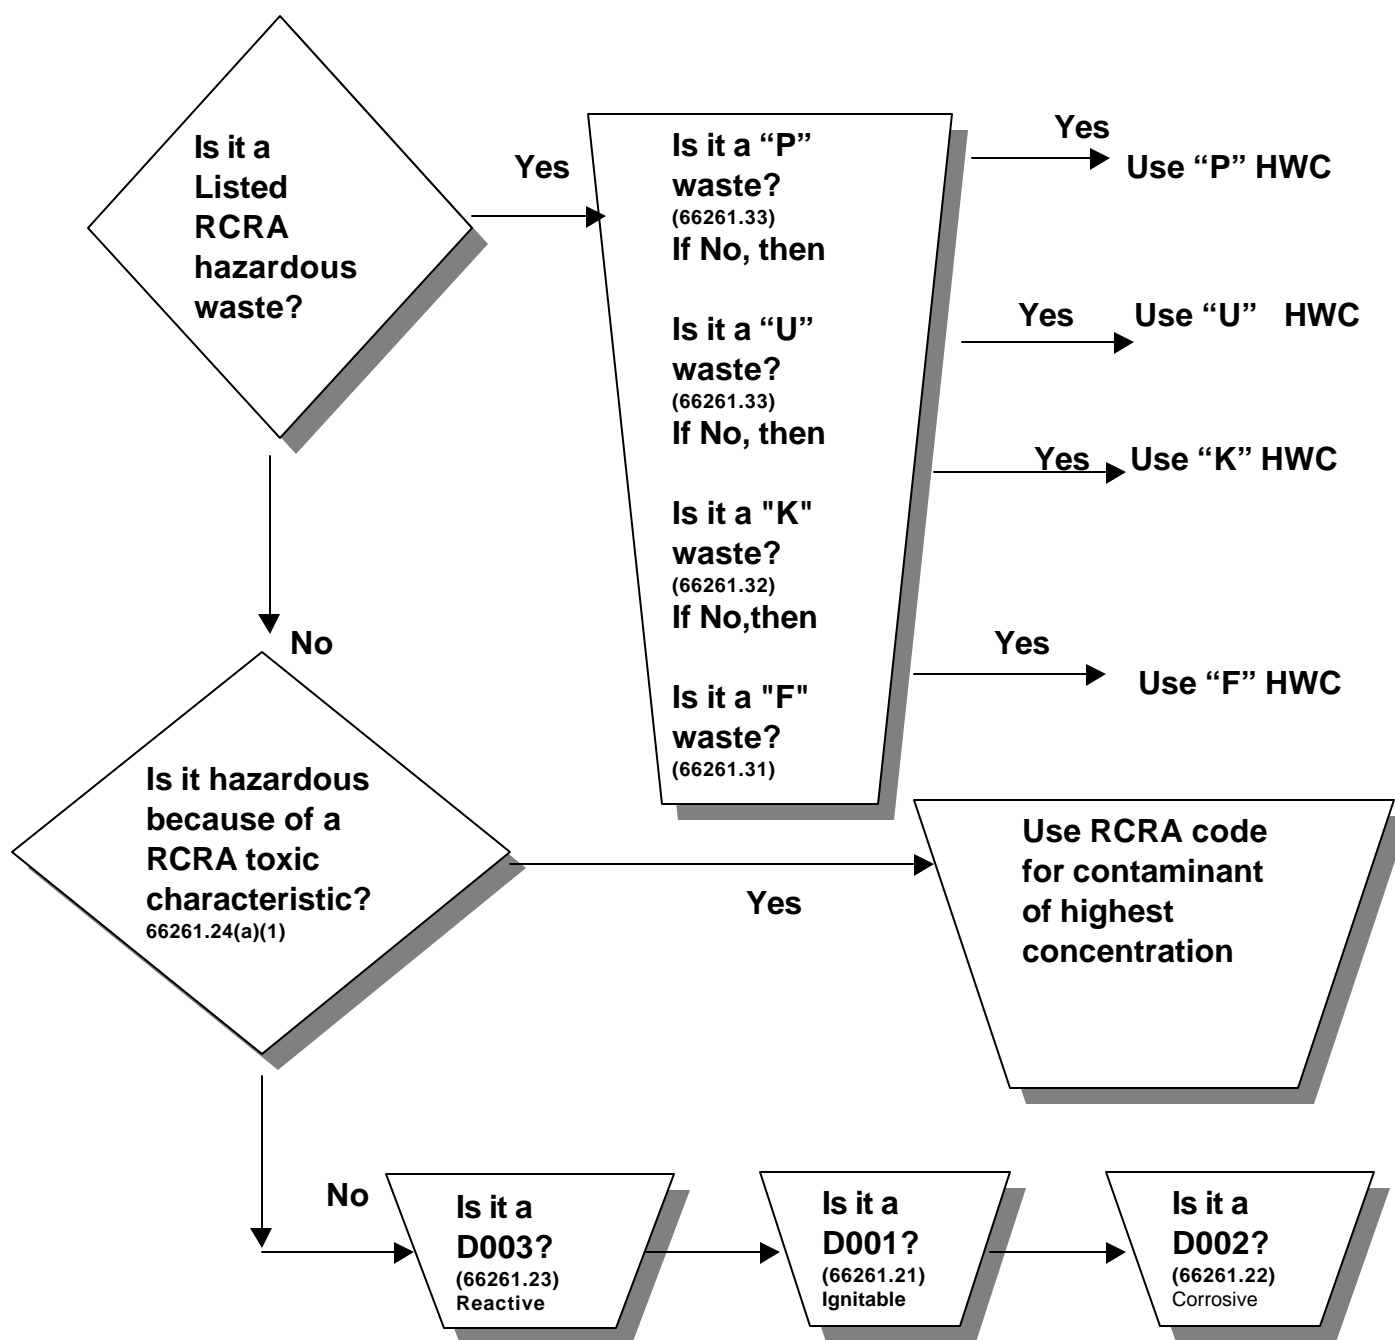 Is it a
Listed
RCRA
hazardous
waste?
Yes
Is it a “P”
waste?
(66261.33)
If No, then
Is it a “U”
waste?
(66261.33)
If No, then
Is it a "K"
waste?
(66261.32)
If No,then
Is it a "F"
waste?
(66261.31)
Yes
Use “P” HWC
Yes
Use “U” HWC
Yes
Use “K” HWC
Yes
Use “F” HWC
No
Is it hazardous
because of a
RCRA toxic
characteristic?
66261.24(a)(1)
Yes
Use RCRA code
for contaminant
of highest
concentration
No
Is it a
D003?
(66261.23)
Reactive
Is it a
D001?
(66261.21)
Ignitable
Is it a
D002?
(66261.22)
Corrosive